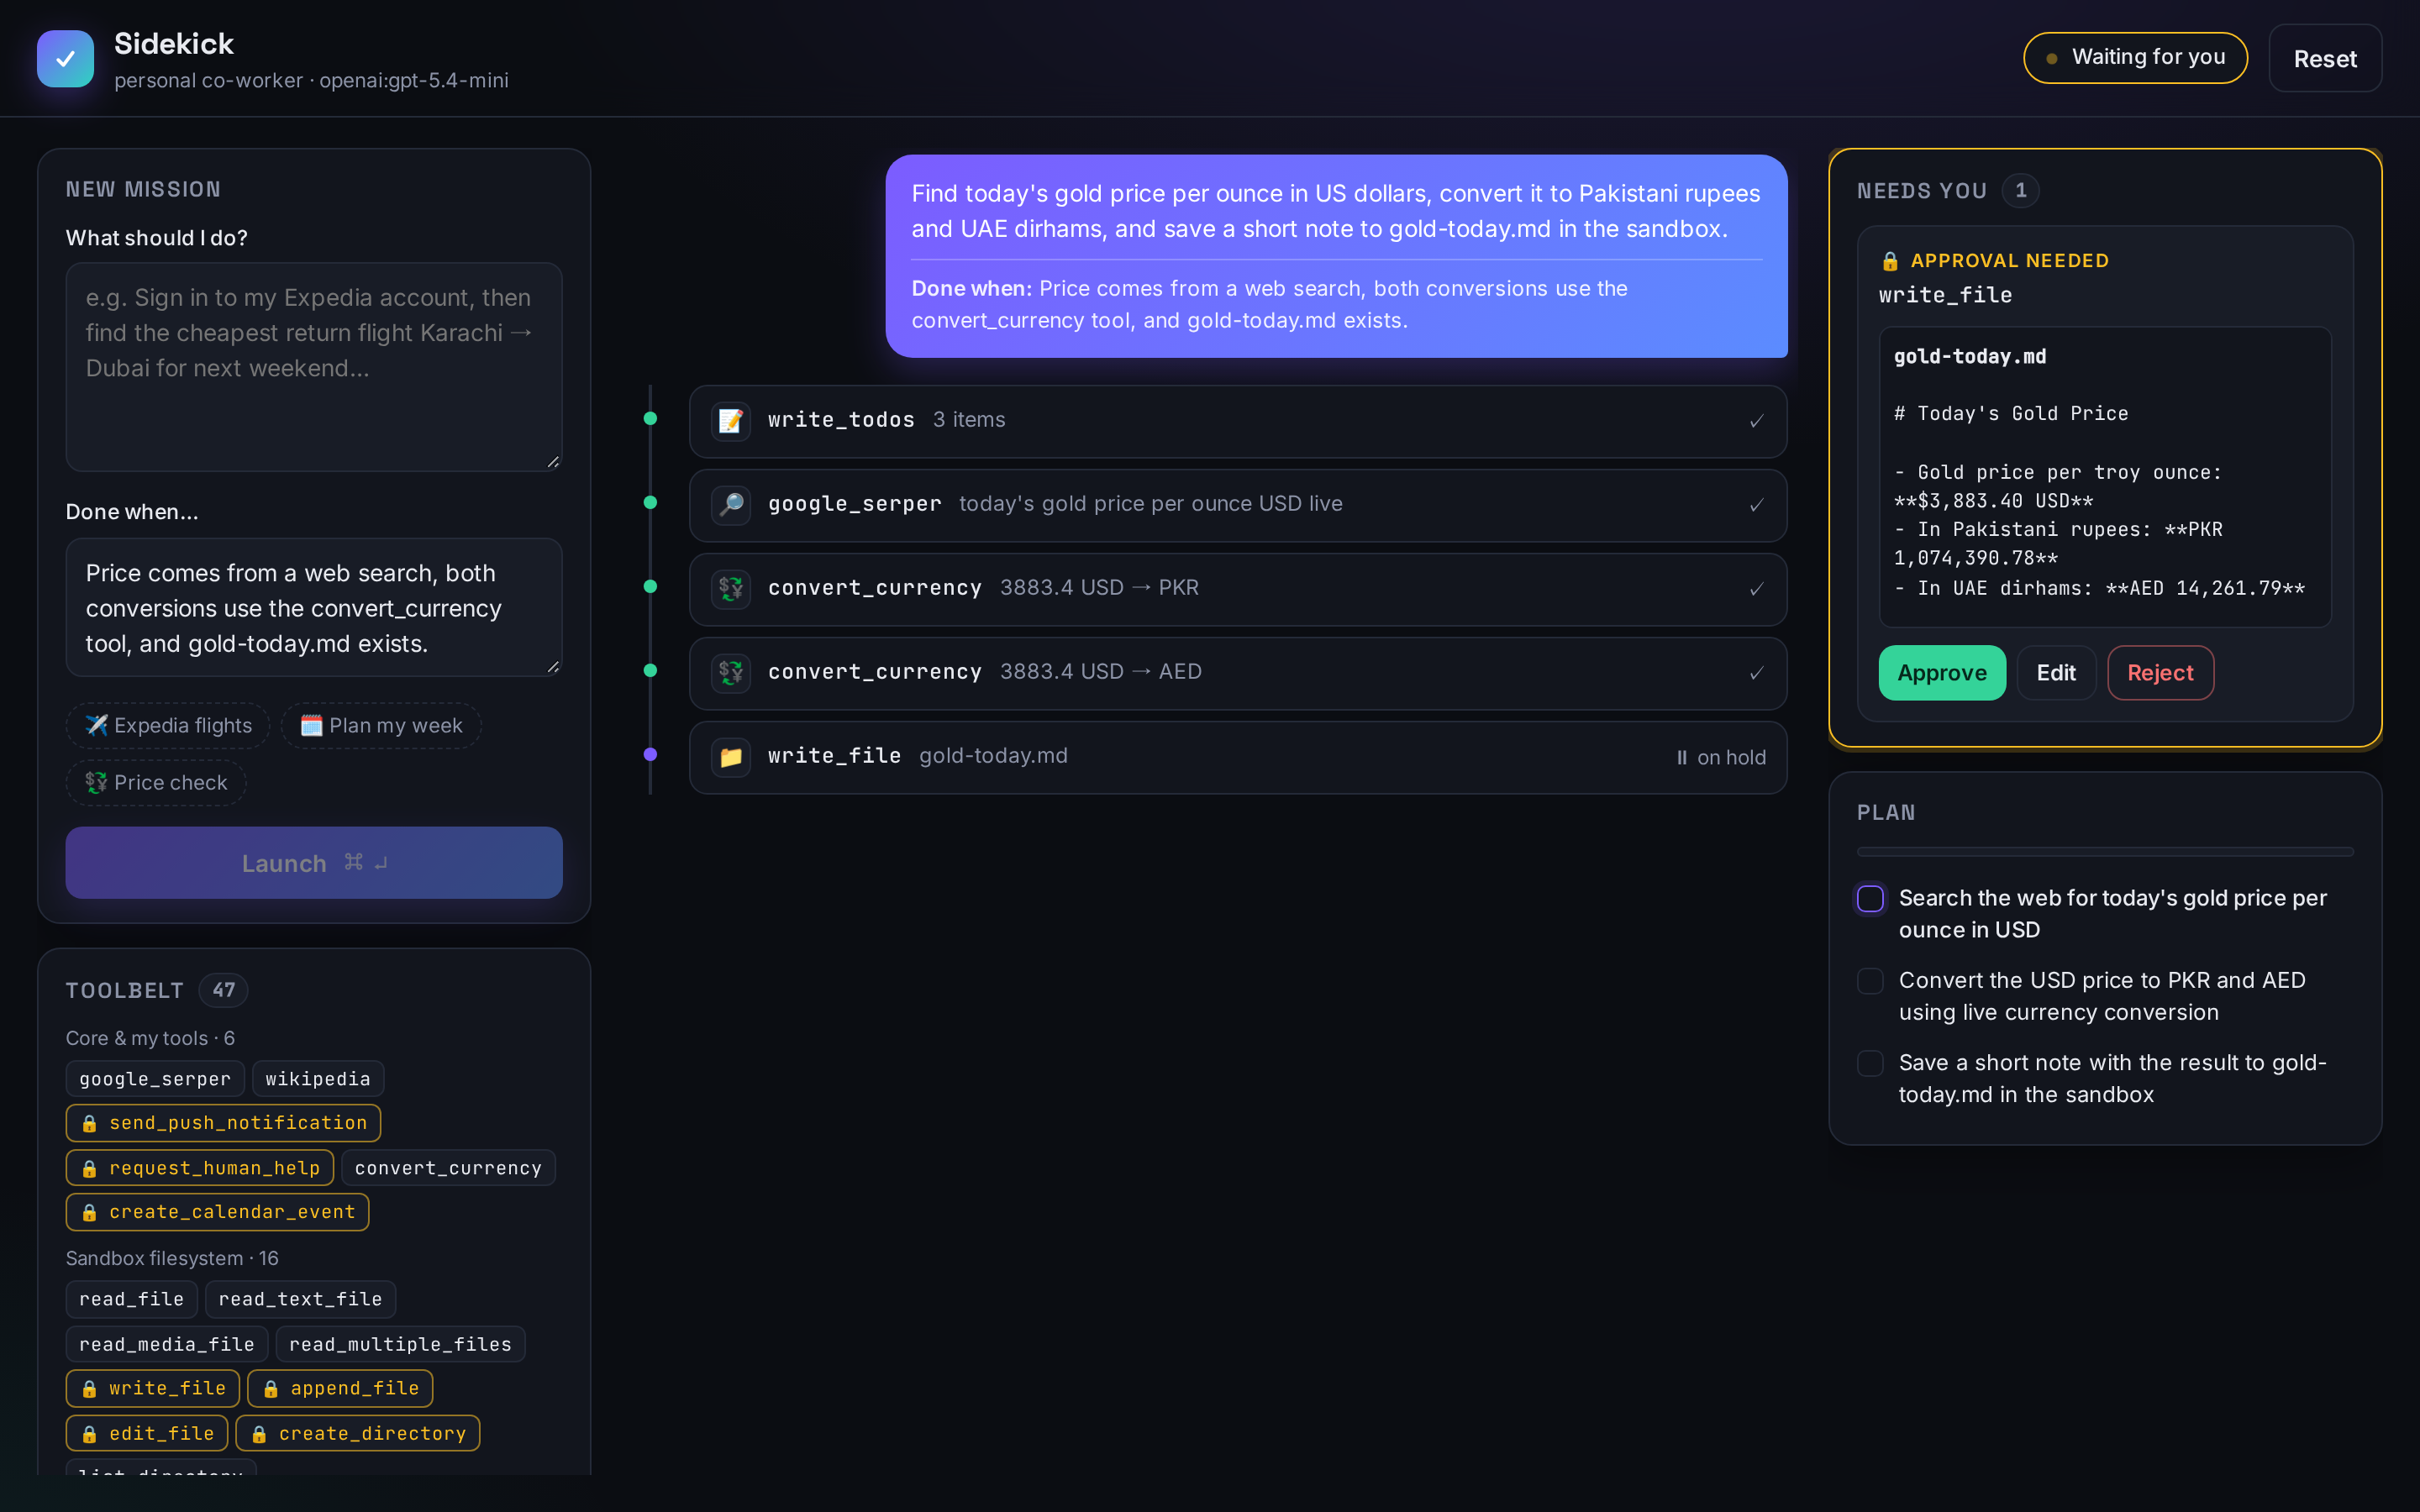 Sidekick
personal co-worker · openai:gpt-5.4-mini
Waiting for you
Reset
NEW MISSION
What should I do?
e.g. Sign in to my Expedia account, then
find the cheapest return flight Karachi →
Dubai for next weekend...
Done when...
Price comes from a web search, both
conversions use the convert_currency
tool, and gold-today.md exists.
✈️ Expedia flights
🗓️ Plan my week
💱 Price check
Launch ⌘ ↵
TOOLBELT 47
Core & my tools · 6
google_serper
wikipedia
🔒 send_push_notification
🔒 request_human_help
convert_currency
🔒 create_calendar_event
Sandbox filesystem · 16
read_file
read_text_file
read_media_file
read_multiple_files
🔒 write_file
🔒 append_file
🔒 edit_file
🔒 create_directory
list_directory
Find today's gold price per ounce in US dollars, convert it to Pakistani rupees
and UAE dirhams, and save a short note to gold-today.md in the sandbox.
Done when: Price comes from a web search, both conversions use the
convert_currency tool, and gold-today.md exists.
write_todos 3 items ✓
google_serper today's gold price per ounce USD live ✓
convert_currency 3883.4 USD → PKR ✓
convert_currency 3883.4 USD → AED ✓
write_file gold-today.md ⏸ on hold
NEEDS YOU 1
🔒 APPROVAL NEEDED
write_file
gold-today.md
# Today's Gold Price
- Gold price per troy ounce:
**$3,883.40 USD**
- In Pakistani rupees: **PKR
1,074,390.78**
- In UAE dirhams: **AED 14,261.79**
Approve
Edit
Reject
PLAN
Search the web for today's gold price per
ounce in USD
Convert the USD price to PKR and AED
using live currency conversion
Save a short note with the result to gold-
today.md in the sandbox